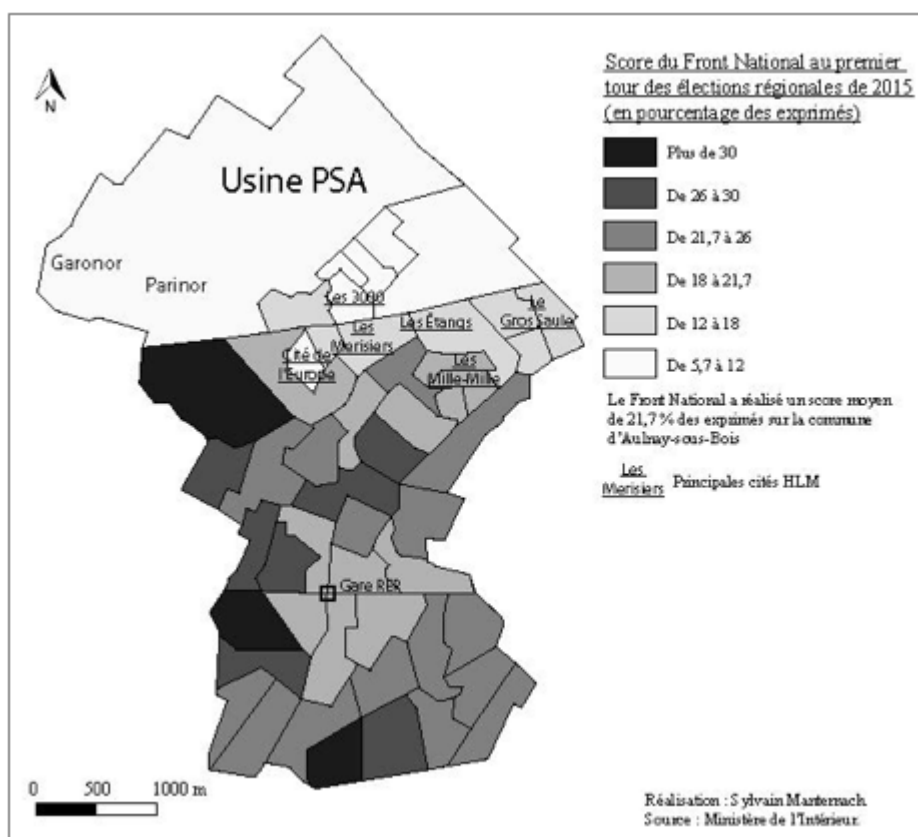 Score du Front National au premier
tour des élections régionales de 2015
(en pourcentage des exprimés)
Plus de 30
De 26 à 30
De 21,7 à 26
De 18 à 21,7
De 12 à 18
De 5,7 à 12
Le Front National a réalisé un score moyen
de 21,7 % des exprimés sur la commune
d'Aulnay-sous-Bois
Les
Merisiers
Principales cités HLM
N
Usine PSA
Garonor
Parinor
Les 3000
Les
Merisiers
Les Étangs
Le
Gros Saule
Cité de
l'Europe
Les
Mille-Mille
Gare RER
0 500 1000 m
Réalisation : Sylvain Manternach.
Source : Ministère de l'Intérieur.